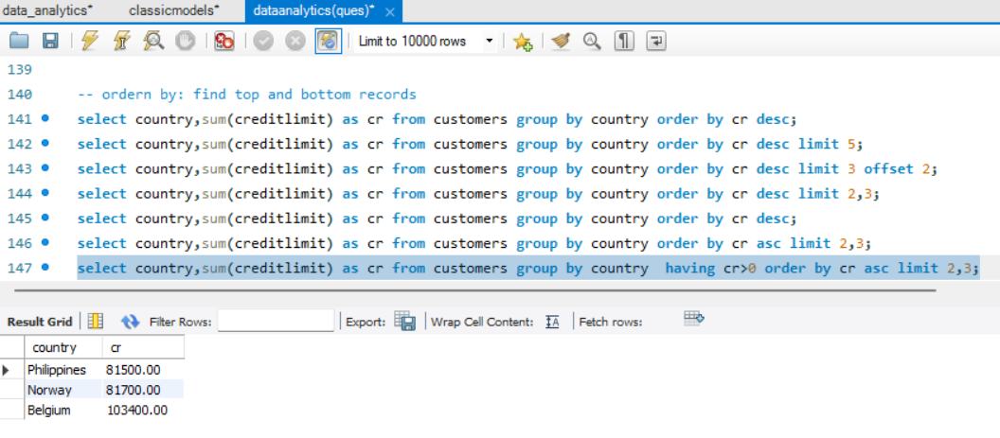 data_analytics* classicmodels* dataanalytics(ques)* ×
Limit to 10000 rows
139
140 -- ordern by: find top and bottom records
141 select country,sum(creditlimit) as cr from customers group by country order by cr desc;
142 select country,sum(creditlimit) as cr from customers group by country order by cr desc limit 5;
143 select country,sum(creditlimit) as cr from customers group by country order by cr desc limit 3 offset 2;
144 select country,sum(creditlimit) as cr from customers group by country order by cr desc limit 2,3;
145 select country,sum(creditlimit) as cr from customers group by country order by cr desc;
146 select country,sum(creditlimit) as cr from customers group by country order by cr asc limit 2,3;
147 select country,sum(creditlimit) as cr from customers group by country  having cr>0 order by cr asc limit 2,3;
Result Grid Filter Rows: Export: Wrap Cell Content: IA Fetch rows:
country cr
Philippines 81500.00
Norway 81700.00
Belgium 103400.00